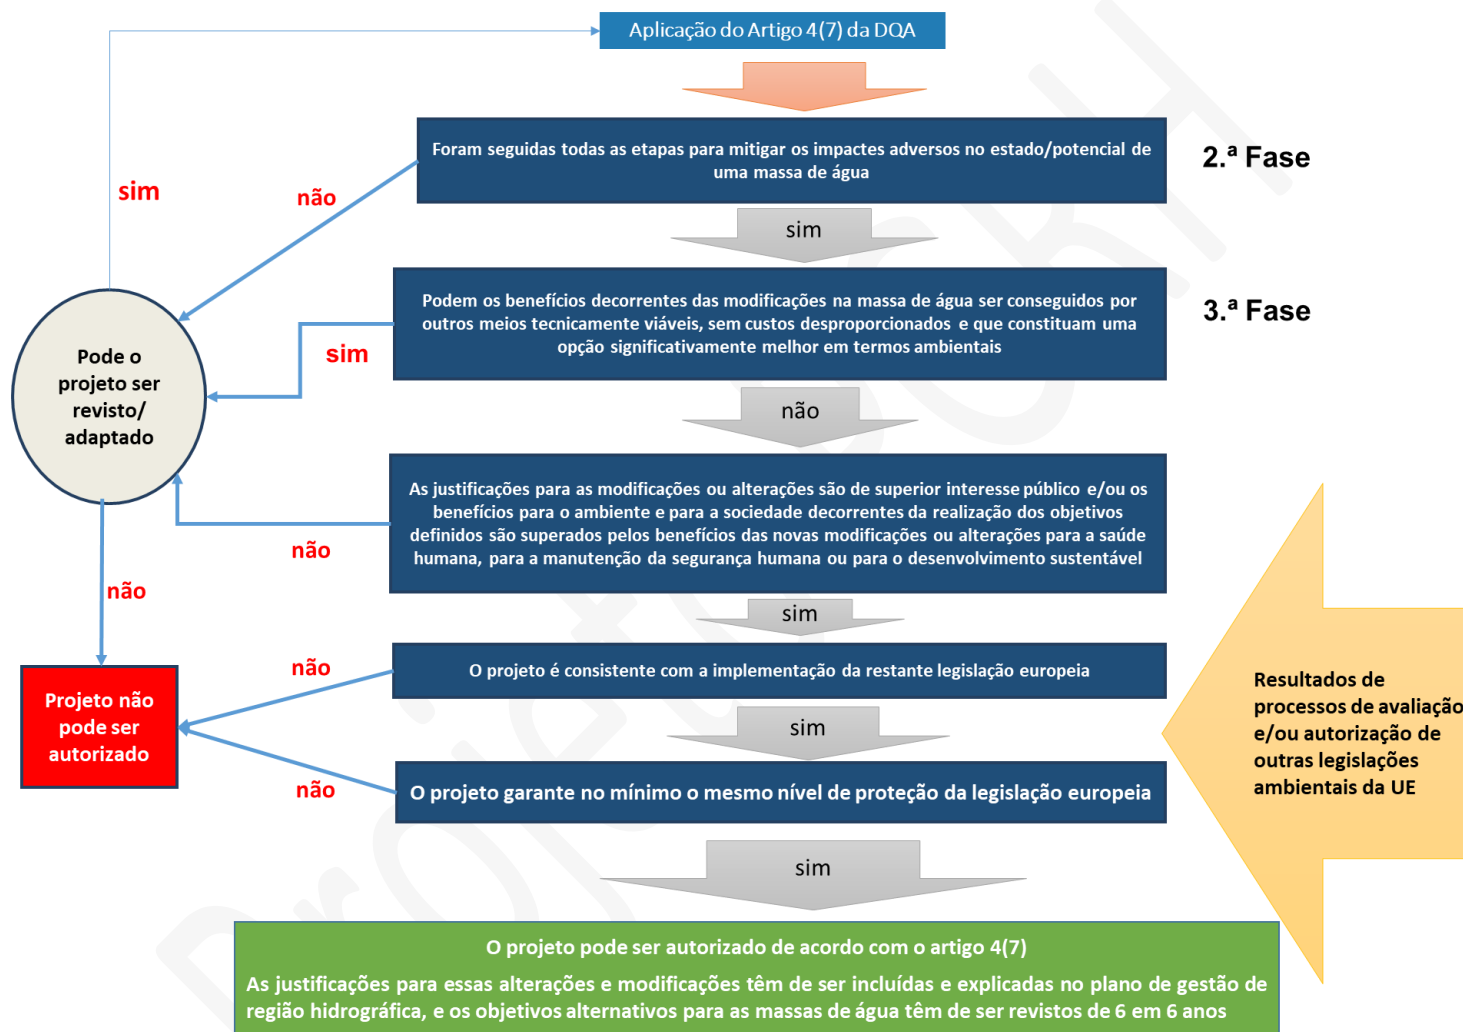 Aplicação do Artigo 4(7) da DQA
Foram seguidas todas as etapas para mitigar os impactes adversos no estado/potencial de
uma massa de água
2.ª Fase
sim
não
sim
Podem os benefícios decorrentes das modificações na massa de água ser conseguidos por
outros meios tecnicamente viáveis, sem custos desproporcionados e que constituam uma
opção significativamente melhor em termos ambientais
3.ª Fase
sim
Pode o
projeto ser
revisto/
adaptado
não
As justificações para as modificações ou alterações são de superior interesse público e/ou os
benefícios para o ambiente e para a sociedade decorrentes da realização dos objetivos
definidos são superados pelos benefícios das novas modificações ou alterações para a saúde
humana, para a manutenção da segurança humana ou para o desenvolvimento sustentável
não
não
sim
O projeto é consistente com a implementação da restante legislação europeia
não
Projeto não
pode ser
autorizado
sim
não
O projeto garante no mínimo o mesmo nível de proteção da legislação europeia
Resultados de
processos de avaliação
e/ou autorização de
outras legislações
ambientais da UE
sim
O projeto pode ser autorizado de acordo com o artigo 4(7)
As justificações para essas alterações e modificações têm de ser incluídas e explicadas no plano de gestão de
região hidrográfica, e os objetivos alternativos para as massas de água têm de ser revistos de 6 em 6 anos